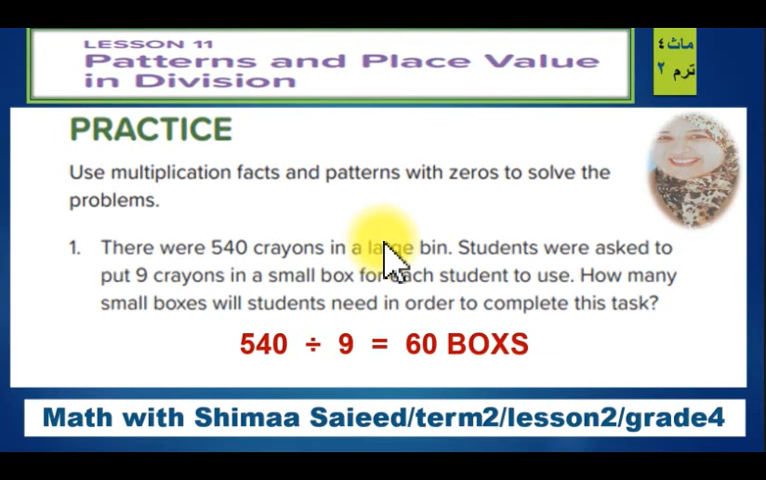 LESSON 11
Patterns and Place Value
in Division
ماث ٤
ترم ٢
PRACTICE
Use multiplication facts and patterns with zeros to solve the
problems.
1. There were 540 crayons in a large bin. Students were asked to
put 9 crayons in a small box for each student to use. How many
small boxes will students need in order to complete this task?
540 ÷ 9 = 60 BOXS
Math with Shimaa Saieed/term2/lesson2/grade4